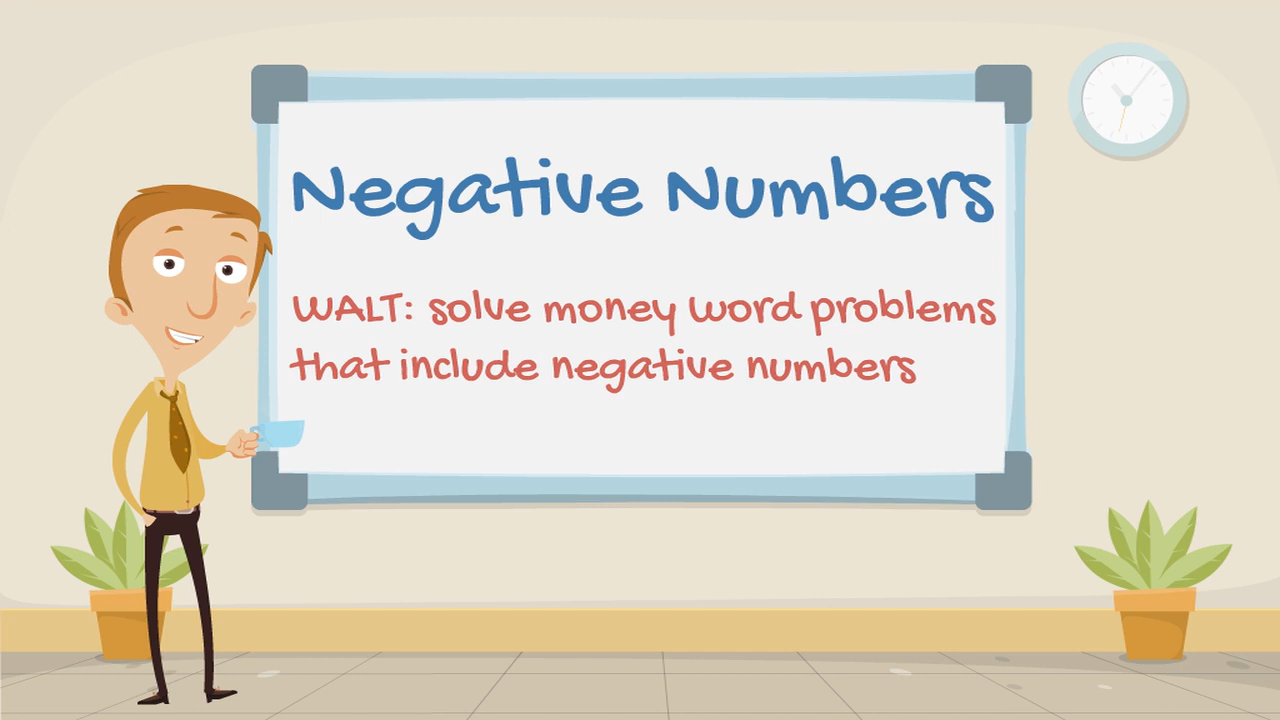 Negative Numbers
WALT: solve money word problems
that include negative numbers